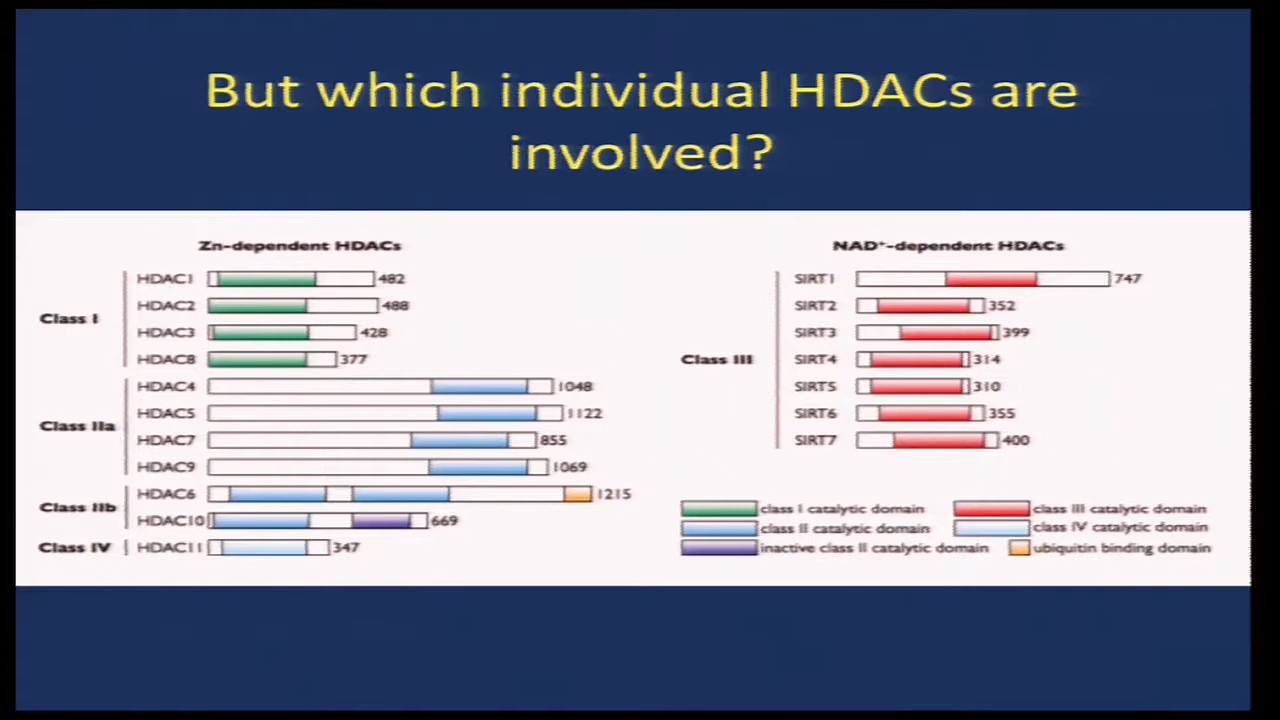 But which individual HDACs are
involved?
Zn-dependent HDACs
Class I
HDAC1 482
HDAC2 488
HDAC3 428
HDAC8 377
Class IIa
HDAC4 1048
HDAC5 1122
HDAC7 855
HDAC9 1069
Class IIb
HDAC6 1215
HDAC10 669
Class IV
HDAC11 347
NAD⁺-dependent HDACs
Class III
SIRT1 747
SIRT2 352
SIRT3 399
SIRT4 314
SIRT5 310
SIRT6 355
SIRT7 400
class I catalytic domain
class II catalytic domain
inactive class II catalytic domain
class III catalytic domain
class IV catalytic domain
ubiquitin binding domain